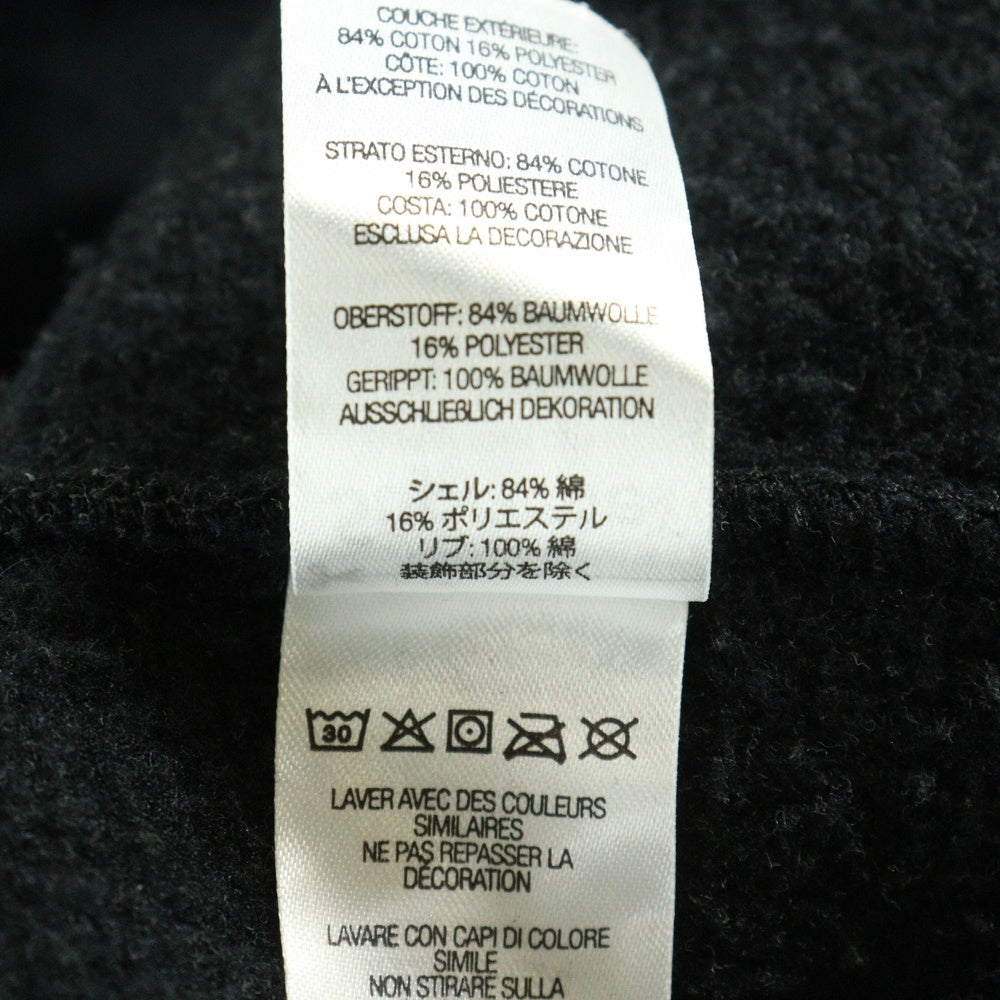 COUCHE EXTÉRIEURE:
84% COTON 16% POLYESTER
CÔTE: 100% COTON
À L'EXCEPTION DES DÉCORATIONS
STRATO ESTERNO: 84% COTONE
16% POLIESTERE
COSTA: 100% COTONE
ESCLUSA LA DECORAZIONE
OBERSTOFF: 84% BAUMWOLLE
16% POLYESTER
GERIPPT: 100% BAUMWOLLE
AUSSCHLIEßLICH DEKORATION
シェル: 84% 綿
16% ポリエステル
リブ: 100% 綿
装飾部分を除く
30
LAVER AVEC DES COULEURS
SIMILAIRES
NE PAS REPASSER LA
DÉCORATION
LAVARE CON CAPI DI COLORE
SIMILE
NON STIRARE SULLA